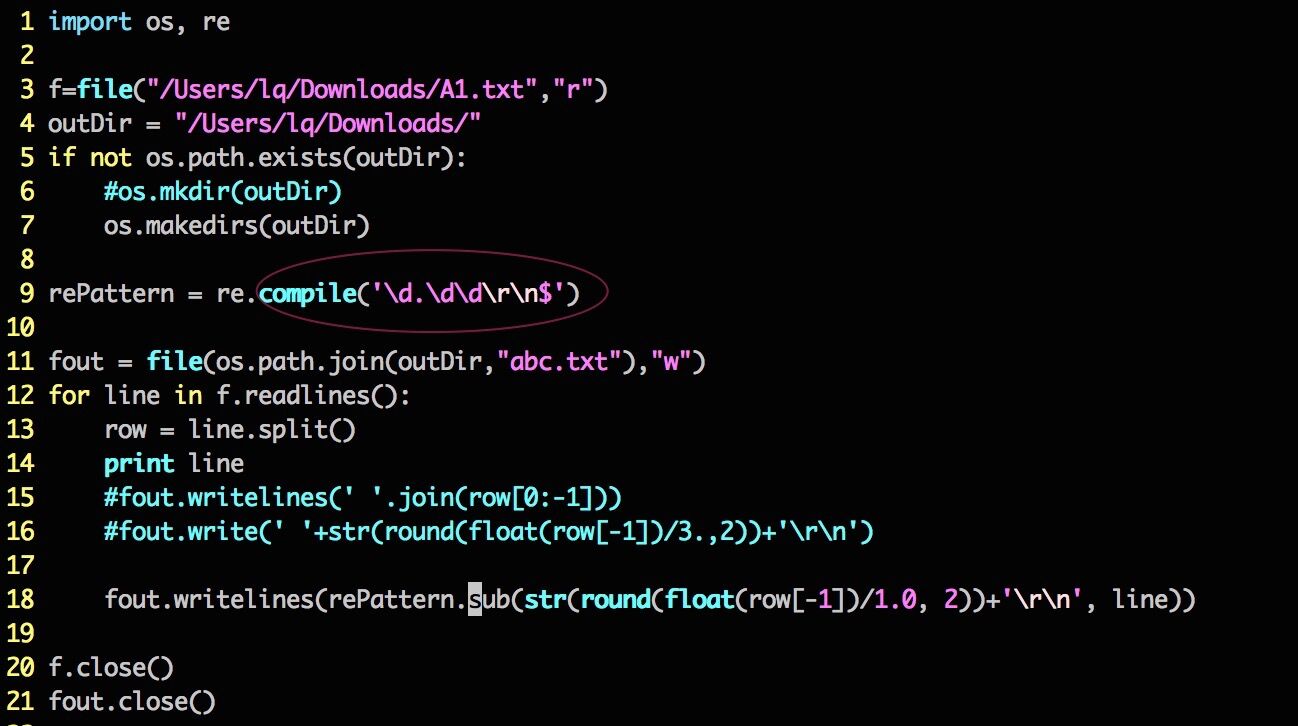 1 import os, re
2
3 f=file("/Users/lq/Downloads/A1.txt","r")
4 outDir = "/Users/lq/Downloads/"
5 if not os.path.exists(outDir):
6     #os.mkdir(outDir)
7     os.makedirs(outDir)
8
9 rePattern = re.compile('\d.\d\d\r\n$')
10
11 fout = file(os.path.join(outDir,"abc.txt"),"w")
12 for line in f.readlines():
13     row = line.split()
14     print line
15     #fout.writelines(' '.join(row[0:-1]))
16     #fout.write(' '+str(round(float(row[-1])/3.,2))+'\r\n')
17
18     fout.writelines(rePattern.sub(str(round(float(row[-1])/1.0, 2))+'\r\n', line))
19
20 f.close()
21 fout.close()